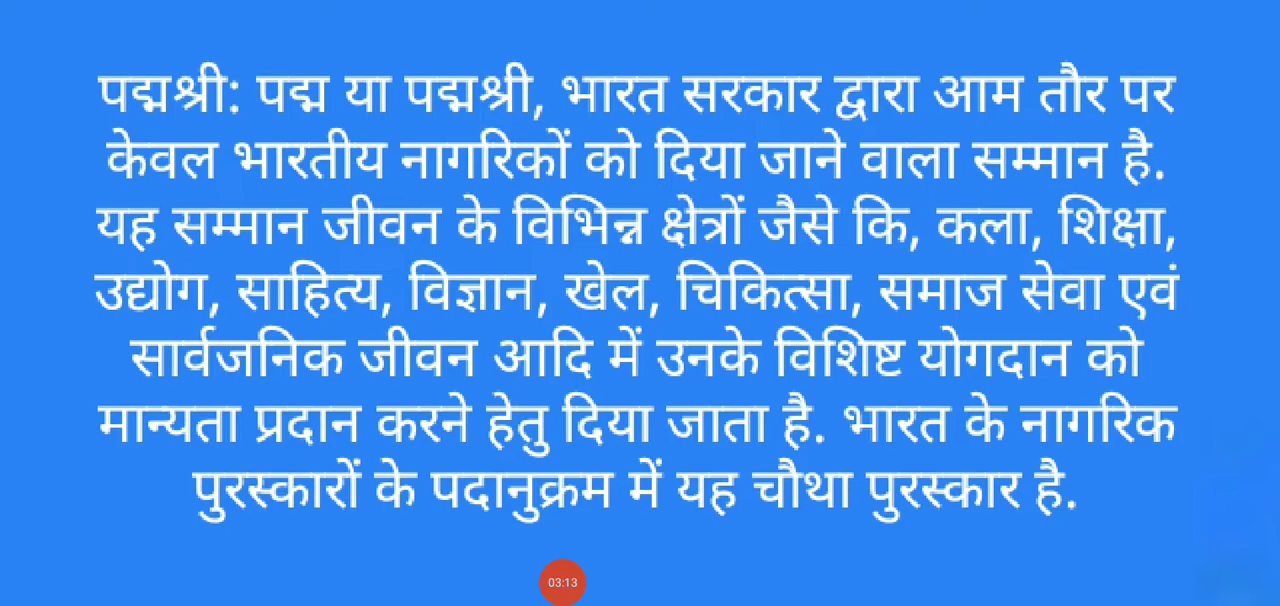 पद्मश्री: पद्म या पद्मश्री, भारत सरकार द्वारा आम तौर पर
केवल भारतीय नागरिकों को दिया जाने वाला सम्मान है.
यह सम्मान जीवन के विभिन्न क्षेत्रों जैसे कि, कला, शिक्षा,
उद्योग, साहित्य, विज्ञान, खेल, चिकित्सा, समाज सेवा एवं
सार्वजनिक जीवन आदि में उनके विशिष्ट योगदान को
मान्यता प्रदान करने हेतु दिया जाता है. भारत के नागरिक
पुरस्कारों के पदानुक्रम में यह चौथा पुरस्कार है.
03:13